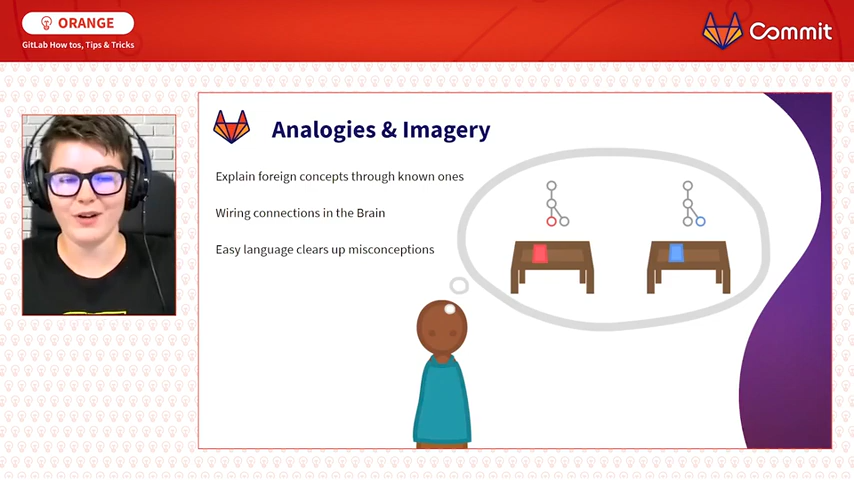 ORANGE
GitLab How tos, Tips & Tricks
Commit
Analogies & Imagery
Explain foreign concepts through known ones
Wiring connections in the Brain
Easy language clears up misconceptions